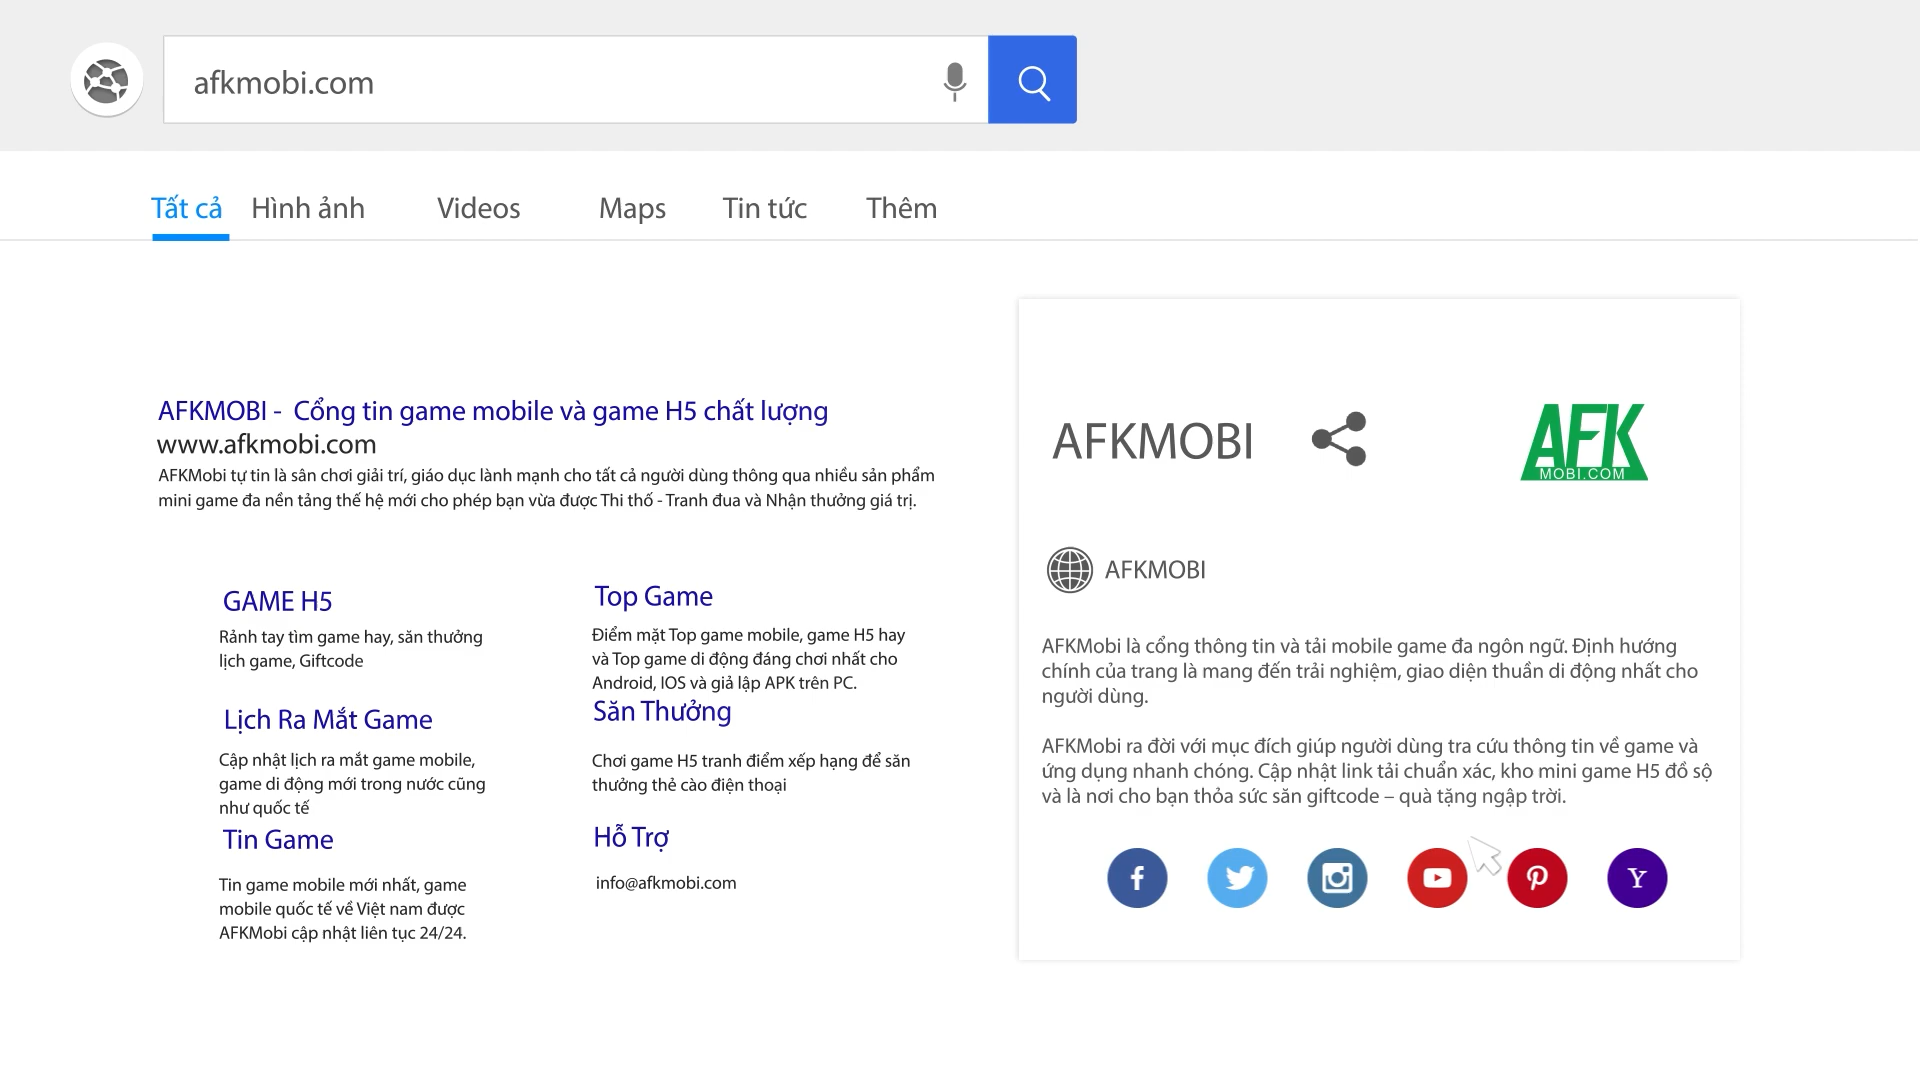 afkmobi.com
Tất cả Hình ảnh Videos Maps Tin tức Thêm
AFKMOBI - Cổng tin game mobile và game H5 chất lượng
www.afkmobi.com
AFKMobi tự tin là sân chơi giải trí, giáo dục lành mạnh cho tất cả người dùng thông qua nhiều sản phẩm
mini game đa nền tảng thế hệ mới cho phép bạn vừa được Thi thố - Tranh đua và Nhận thưởng giá trị.
GAME H5
Rảnh tay tìm game hay, săn thưởng
lịch game, Giftcode
Lịch Ra Mắt Game
Cập nhật lịch ra mắt game mobile,
game di động mới trong nước cũng
như quốc tế
Tin Game
Tin game mobile mới nhất, game
mobile quốc tế về Việt nam được
AFKMobi cập nhật liên tục 24/24.
Top Game
Điểm mặt Top game mobile, game H5 hay
và Top game di động đáng chơi nhất cho
Android, IOS và giả lập APK trên PC.
Săn Thưởng
Chơi game H5 tranh điểm xếp hạng để săn
thưởng thẻ cào điện thoại
Hỗ Trợ
info@afkmobi.com
AFKMOBI
AFK
MOBI.COM
AFKMOBI
AFKMobi là cổng thông tin và tải mobile game đa ngôn ngữ. Định hướng
chính của trang là mang đến trải nghiệm, giao diện thuần di động nhất cho
người dùng.
AFKMobi ra đời với mục đích giúp người dùng tra cứu thông tin về game và
ứng dụng nhanh chóng. Cập nhật link tải chuẩn xác, kho mini game H5 đồ sộ
và là nơi cho bạn thỏa sức săn giftcode – quà tặng ngập trời.